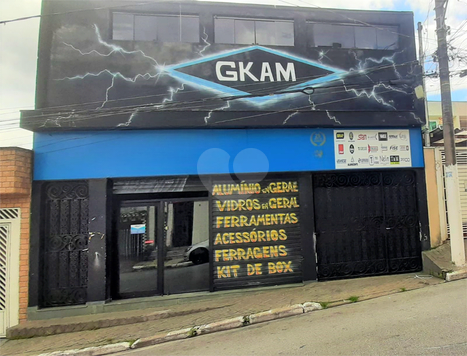 GKAM
ALUMÍNIO EM GERAL
VIDROS EM GERAL
FERRAMENTAS
ACESSÓRIOS
FERRAGENS
KIT DE BOX